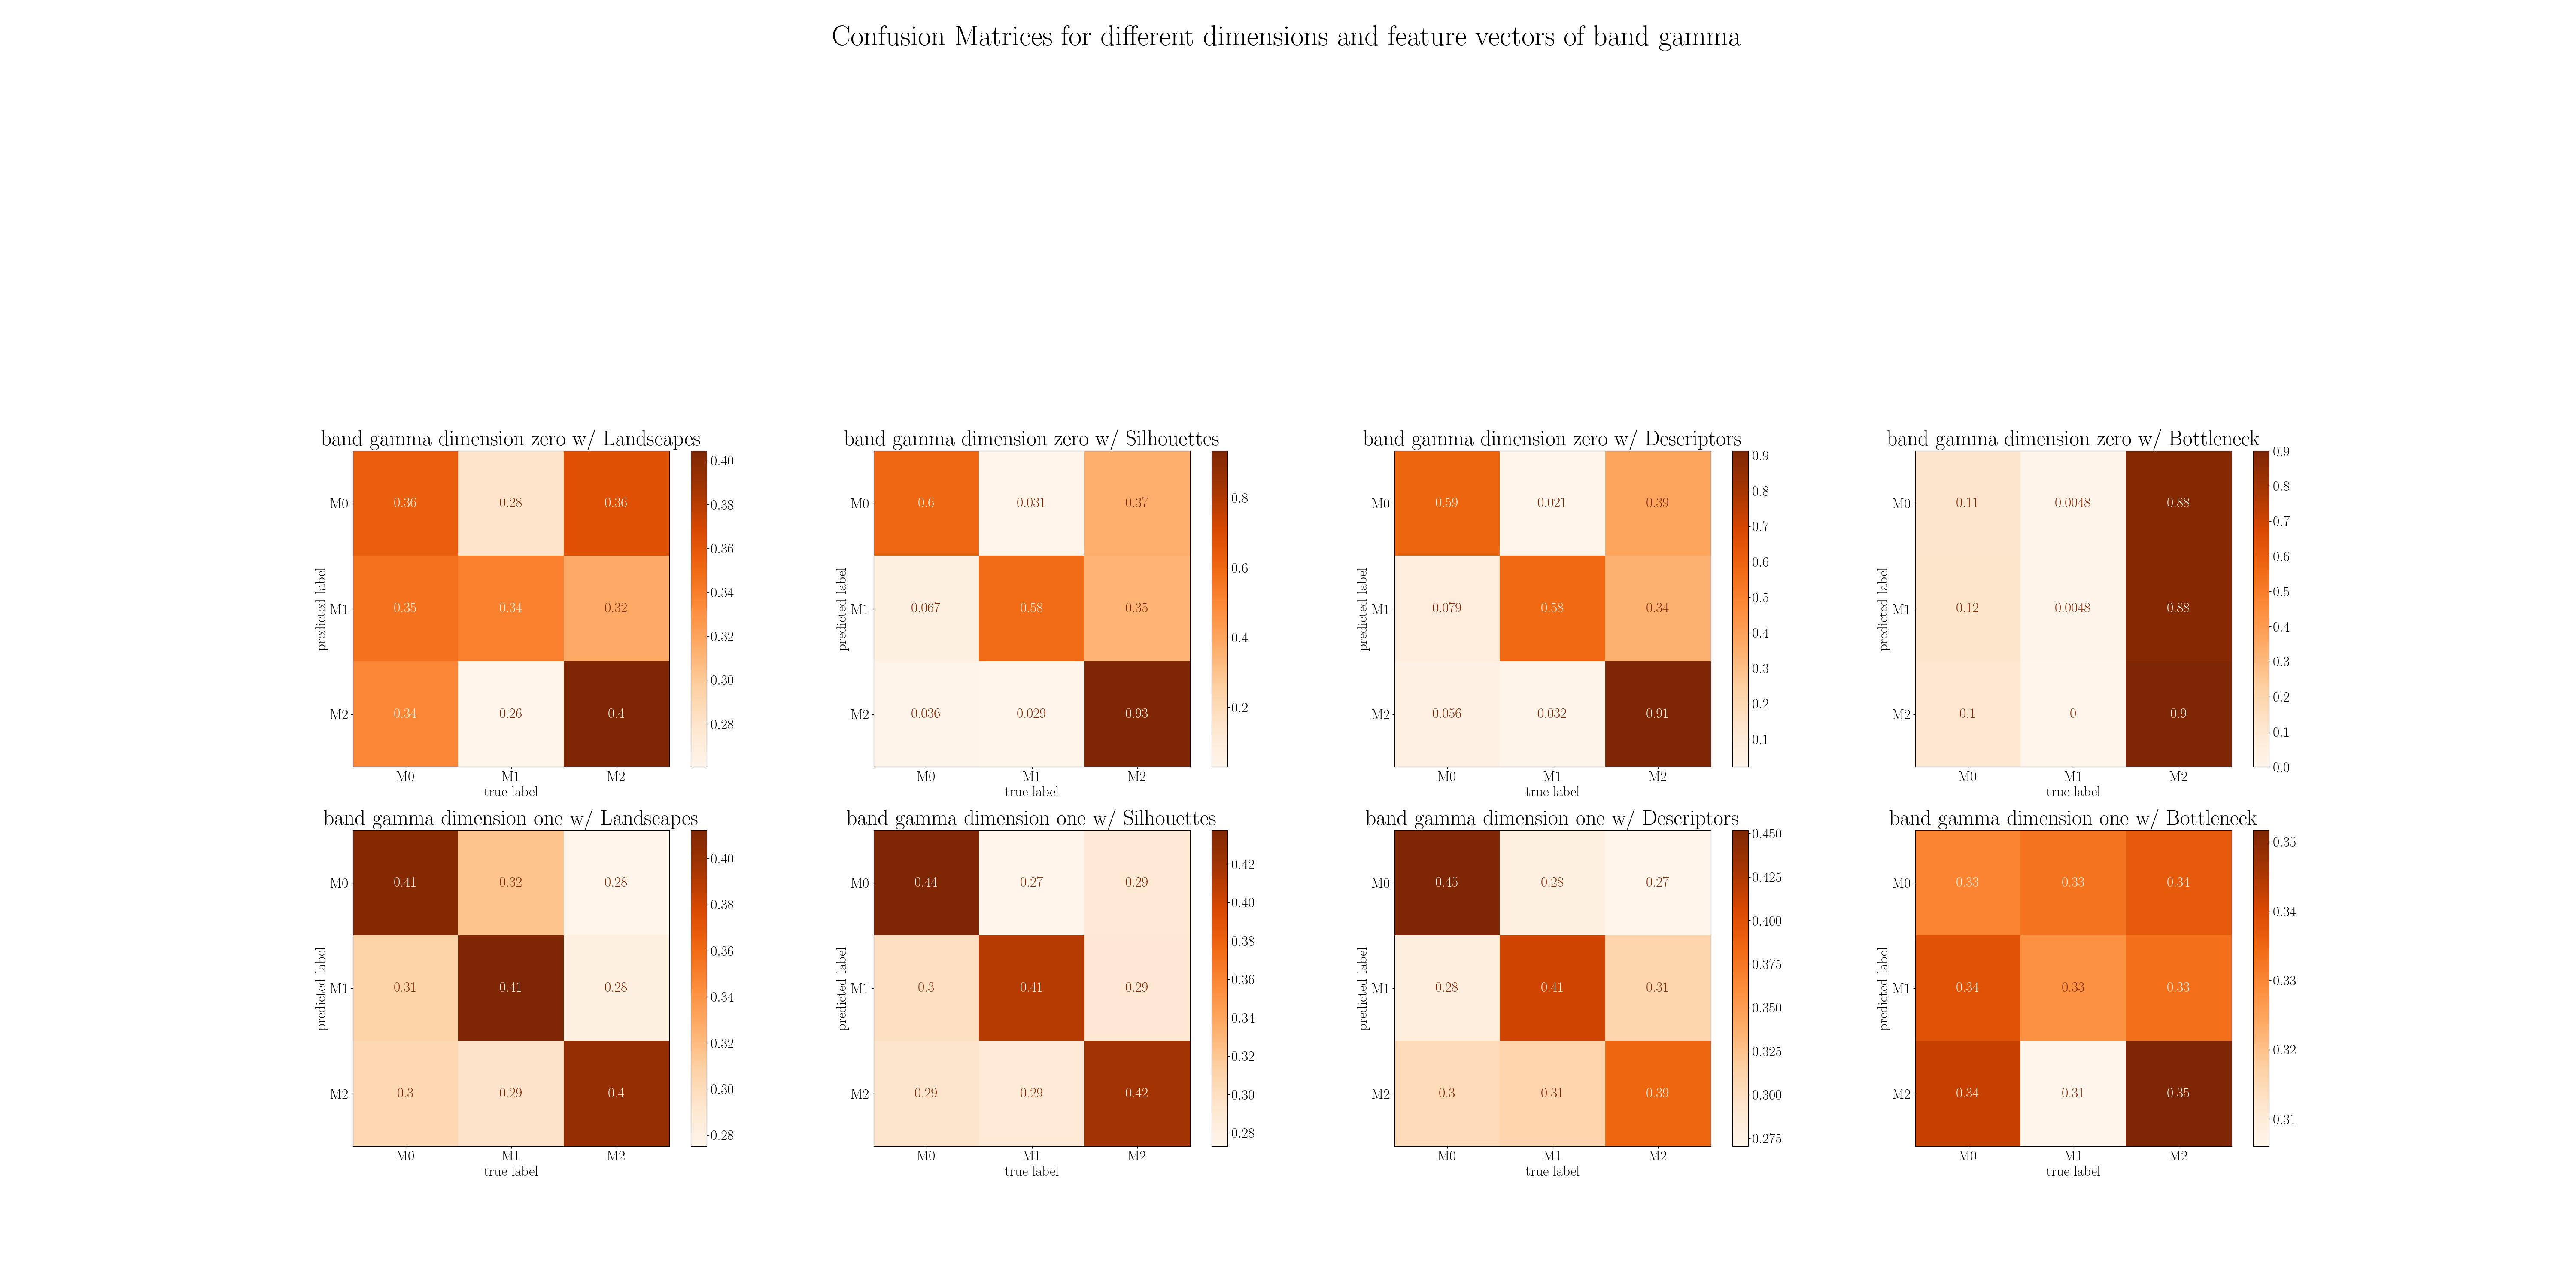 Confusion Matrices for different dimensions and feature vectors of band gamma
band gamma dimension zero w/ Landscapes
predicted label
M0 0.36 0.28 0.36
M1 0.35 0.34 0.32
M2 0.34 0.26 0.4
M0 M1 M2
true label
0.40
0.38
0.36
0.34
0.32
0.30
0.28
band gamma dimension zero w/ Silhouettes
predicted label
M0 0.6 0.031 0.37
M1 0.067 0.58 0.35
M2 0.036 0.029 0.93
M0 M1 M2
true label
0.8
0.6
0.4
0.2
band gamma dimension zero w/ Descriptors
predicted label
M0 0.59 0.021 0.39
M1 0.079 0.58 0.34
M2 0.056 0.032 0.91
M0 M1 M2
true label
0.9
0.8
0.7
0.6
0.5
0.4
0.3
0.2
0.1
band gamma dimension zero w/ Bottleneck
predicted label
M0 0.11 0.0048 0.88
M1 0.12 0.0048 0.88
M2 0.1 0 0.9
M0 M1 M2
true label
0.9
0.8
0.7
0.6
0.5
0.4
0.3
0.2
0.1
0.0
band gamma dimension one w/ Landscapes
predicted label
M0 0.41 0.32 0.28
M1 0.31 0.41 0.28
M2 0.3 0.29 0.4
M0 M1 M2
true label
0.40
0.38
0.36
0.34
0.32
0.30
0.28
band gamma dimension one w/ Silhouettes
predicted label
M0 0.44 0.27 0.29
M1 0.3 0.41 0.29
M2 0.29 0.29 0.42
M0 M1 M2
true label
0.42
0.40
0.38
0.36
0.34
0.32
0.30
0.28
band gamma dimension one w/ Descriptors
predicted label
M0 0.45 0.28 0.27
M1 0.28 0.41 0.31
M2 0.3 0.31 0.39
M0 M1 M2
true label
0.450
0.425
0.400
0.375
0.350
0.325
0.300
0.275
band gamma dimension one w/ Bottleneck
predicted label
M0 0.33 0.33 0.34
M1 0.34 0.33 0.33
M2 0.34 0.31 0.35
M0 M1 M2
true label
0.35
0.34
0.33
0.32
0.31